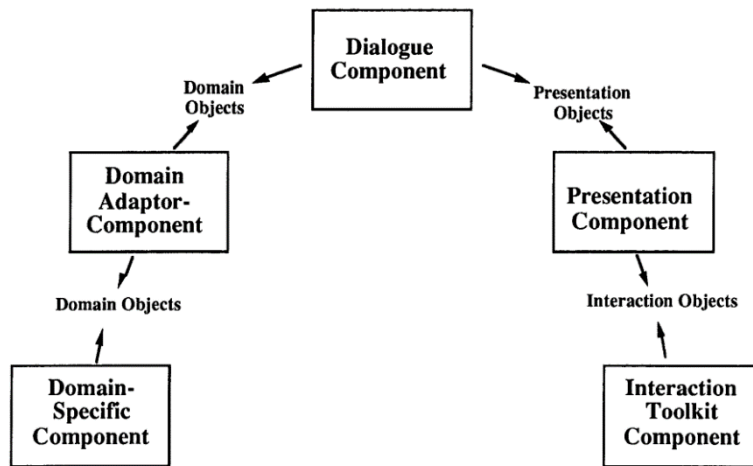 Dialogue
Component
Domain
Objects
Presentation
Objects
Domain
Adaptor-
Component
Presentation
Component
Domain Objects
Interaction Objects
Domain-
Specific
Component
Interaction
Toolkit
Component